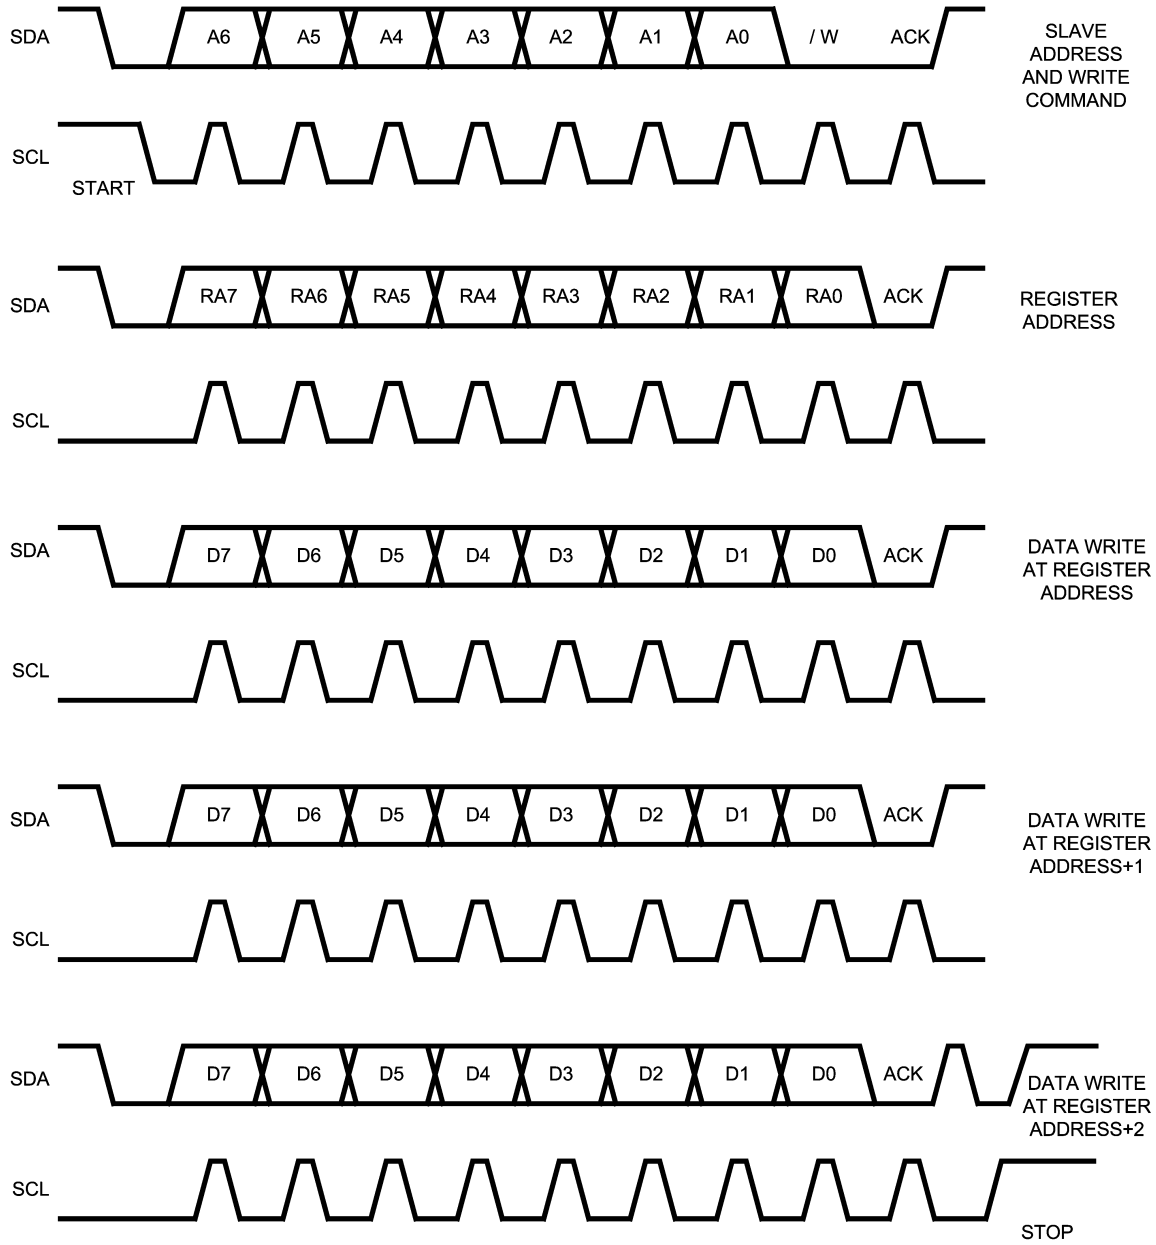 SDA A6 A5 A4 A3 A2 A1 A0 / W ACK
SLAVE
ADDRESS
AND WRITE
COMMAND
SCL
START
SDA RA7 RA6 RA5 RA4 RA3 RA2 RA1 RA0 ACK
REGISTER
ADDRESS
SCL
SDA D7 D6 D5 D4 D3 D2 D1 D0 ACK
DATA WRITE
AT REGISTER
ADDRESS
SCL
SDA D7 D6 D5 D4 D3 D2 D1 D0 ACK
DATA WRITE
AT REGISTER
ADDRESS+1
SCL
SDA D7 D6 D5 D4 D3 D2 D1 D0 ACK
DATA WRITE
AT REGISTER
ADDRESS+2
SCL
STOP